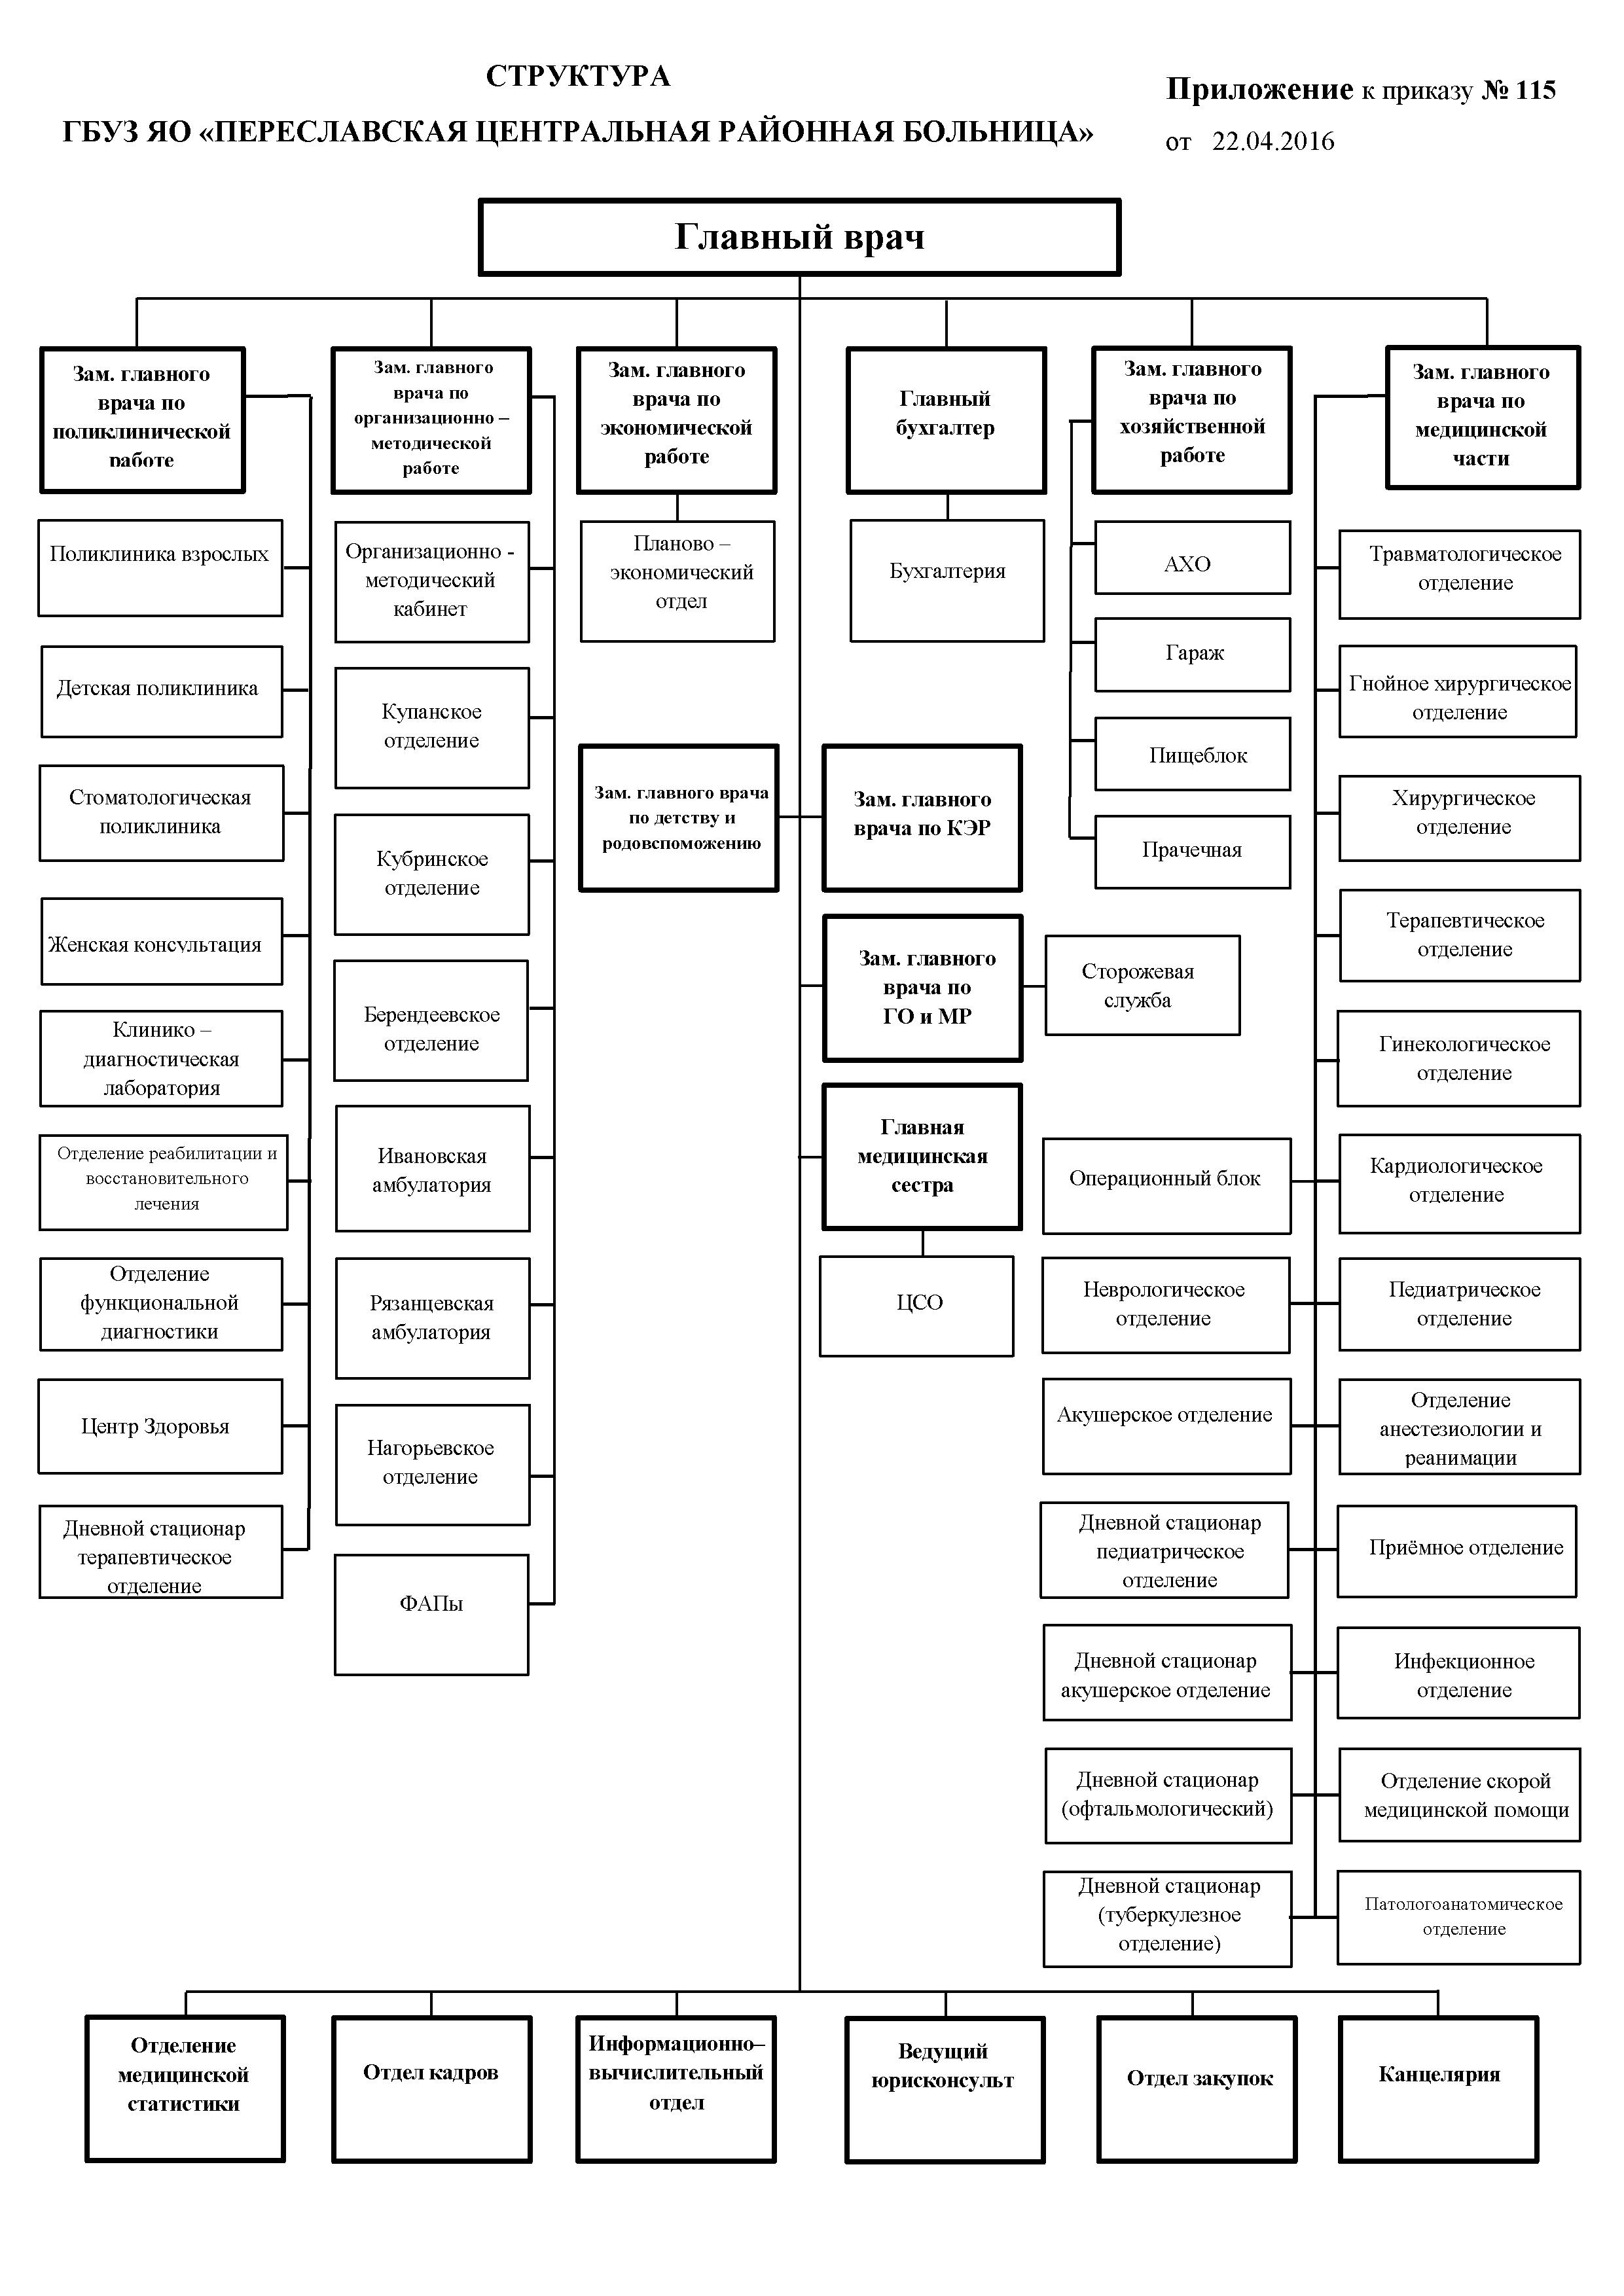 СТРУКТУРА
ГБУЗ ЯО «ПЕРЕСЛАВСКАЯ ЦЕНТРАЛЬНАЯ РАЙОННАЯ БОЛЬНИЦА»
Приложение к приказу № 115
от 22.04.2016
Главный врач
Зам. главного
врача по
поликлинической
работе
Зам. главного
врача по
организационно –
методической
работе
Зам. главного
врача по
экономической
работе
Главный
бухгалтер
Зам. главного
врача по
хозяйственной
работе
Зам. главного
врача по
медицинской
части
Поликлиника взрослых
Детская поликлиника
Стоматологическая
поликлиника
Женская консультация
Клинико –
диагностическая
лаборатория
Отделение реабилитации и
восстановительного
лечения
Отделение
функциональной
диагностики
Центр Здоровья
Дневной стационар
терапевтическое
отделение
Организационно -
методический
кабинет
Купанское
отделение
Кубринское
отделение
Берендеевское
отделение
Ивановская
амбулатория
Рязанцевская
амбулатория
Нагорьевское
отделение
ФАПы
Планово –
экономический
отдел
Бухгалтерия
АХО
Гараж
Пищеблок
Прачечная
Зам. главного врача
по детству и
родовспоможению
Зам. главного
врача по КЭР
Зам. главного
врача по
ГО и МР
Сторожевая
служба
Главная
медицинская
сестра
ЦСО
Травматологическое
отделение
Гнойное хирургическое
отделение
Хирургическое
отделение
Терапевтическое
отделение
Гинекологическое
отделение
Операционный блок
Кардиологическое
отделение
Неврологическое
отделение
Педиатрическое
отделение
Акушерское отделение
Отделение
анестезиологии и
реанимации
Дневной стационар
педиатрическое
отделение
Приёмное отделение
Дневной стационар
акушерское отделение
Инфекционное
отделение
Дневной стационар
(офтальмологический)
Отделение скорой
медицинской помощи
Дневной стационар
(туберкулезное
отделение)
Патологоанатомическое
отделение
Отделение
медицинской
статистики
Отдел кадров
Информационно–
вычислительный
отдел
Ведущий
юрисконсульт
Отдел закупок
Канцелярия